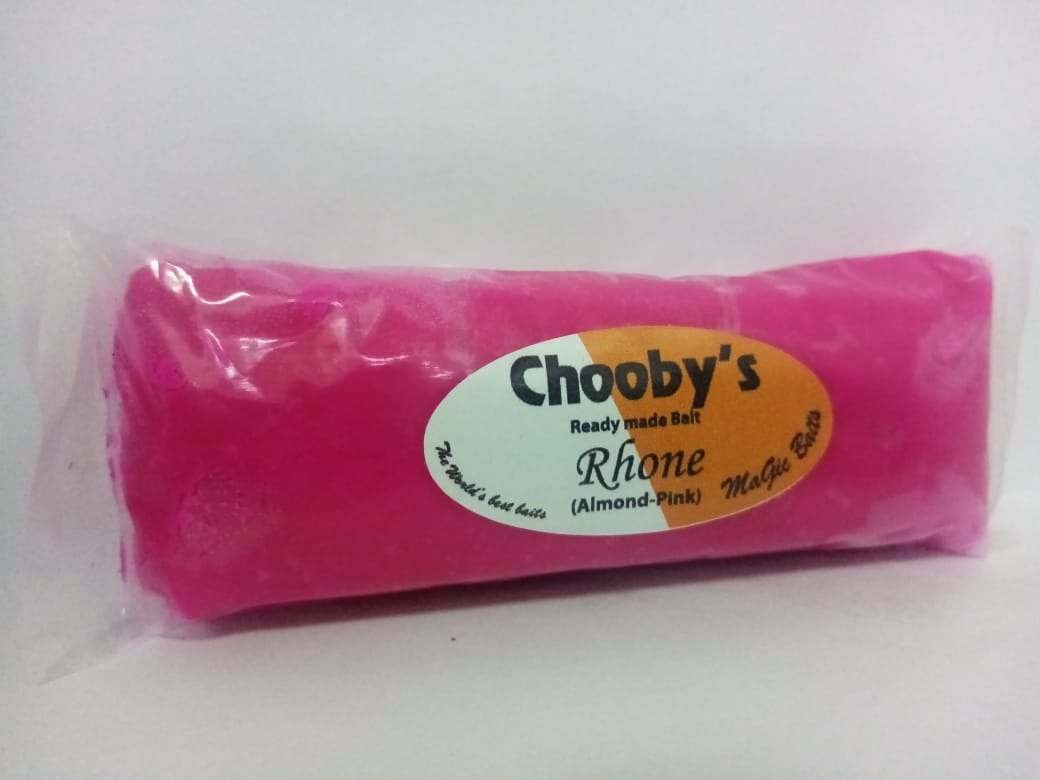 Chooby's
Ready made Bait
Rhone
(Almond-Pink)
The World's best baits
MaGic Baits